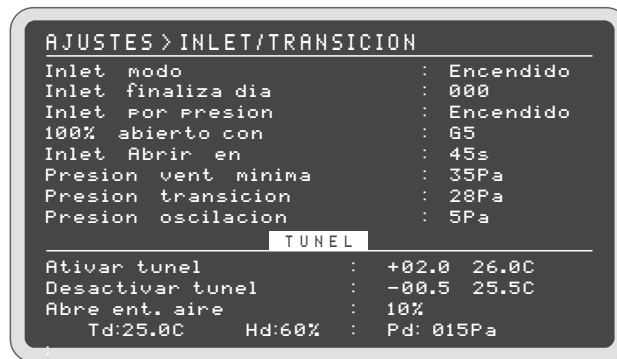 AJUSTES > INLET/TRANSICION
Inlet modo : Encendido
Inlet finaliza dia : 000
Inlet por presion : Encendido
100% abierto con : G5
Inlet Abrir en : 45s
Presion vent minima : 35Pa
Presion transicion : 28Pa
Presion oscilacion : 5Pa
TUNEL
Ativar tunel : +02.0 26.0C
Desactivar tunel : -00.5 25.5C
Abre ent. aire : 10%
Td:25.0C Hd:60% : Pd: 015Pa
: